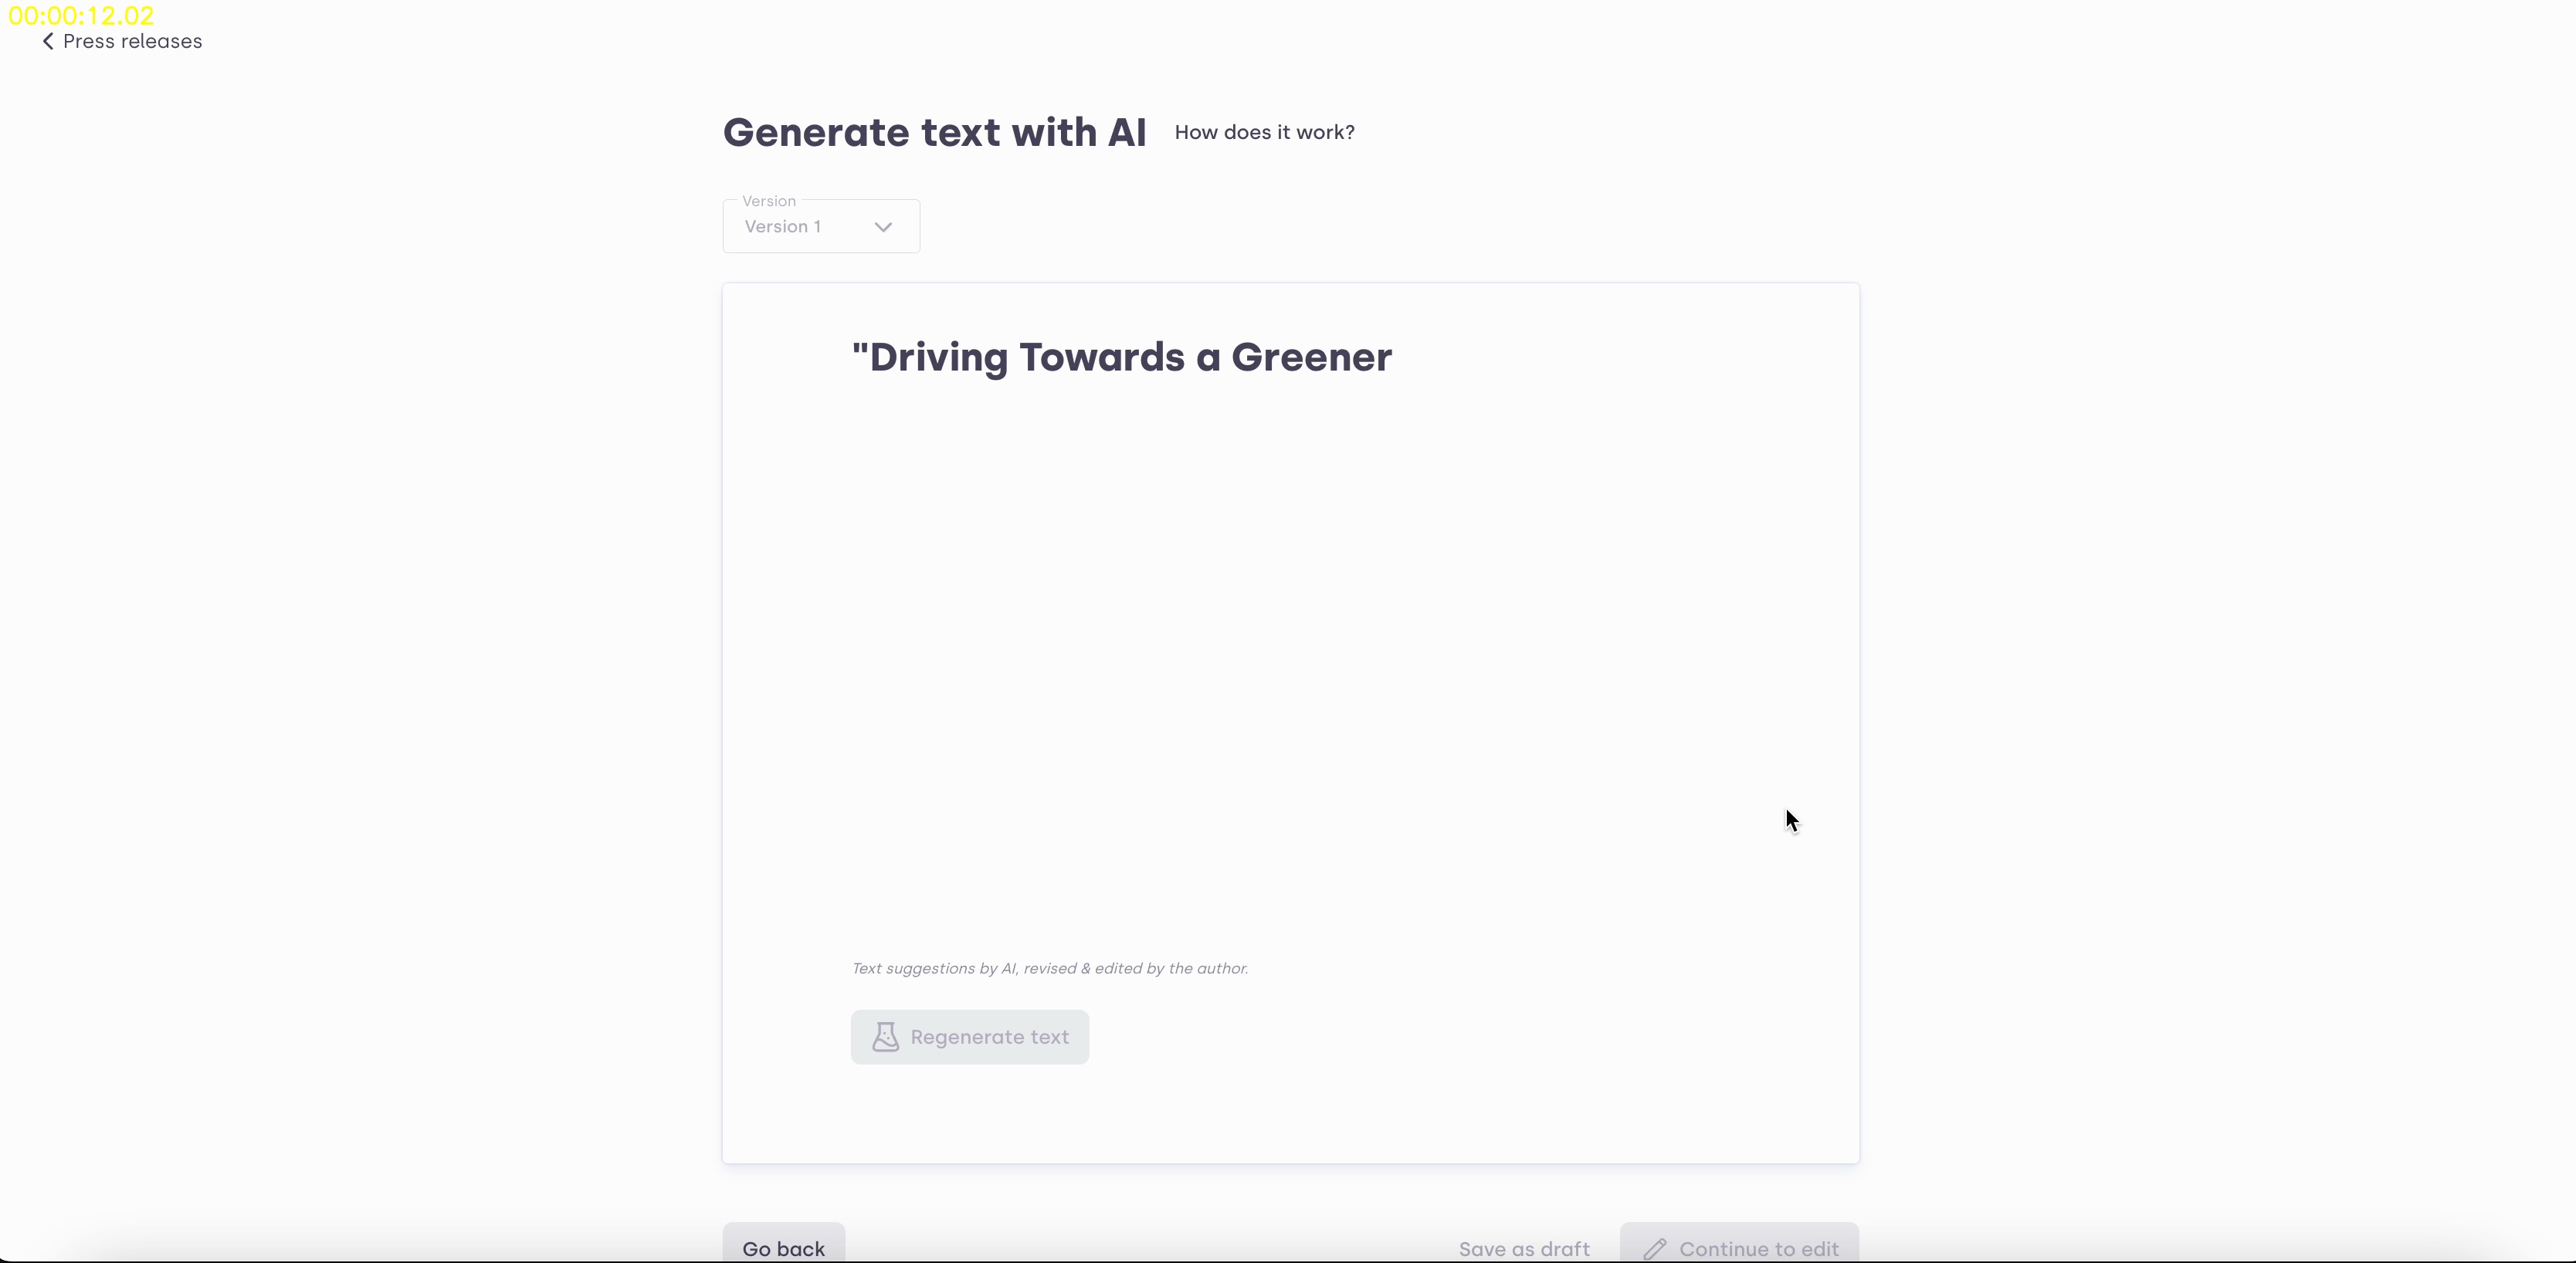 00:00:12.02
Press releases
Generate text with AI How does it work?
Version
Version 1
"Driving Towards a Greener
Text suggestions by AI, revised & edited by the author.
Regenerate text
Go back Save as draft Continue to edit